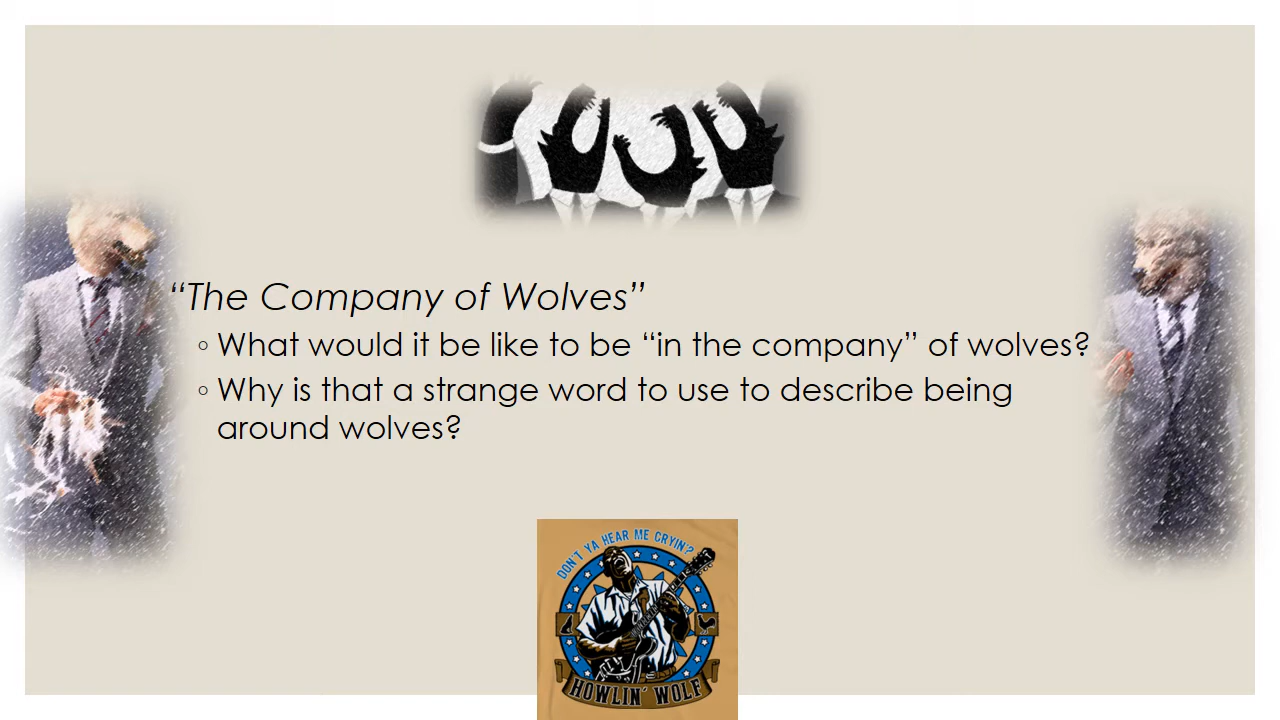 “The Company of Wolves”
◦ What would it be like to be “in the company” of wolves?
◦ Why is that a strange word to use to describe being
around wolves?
DON'T YA HEAR ME CRYIN'?
HOWLIN' WOLF